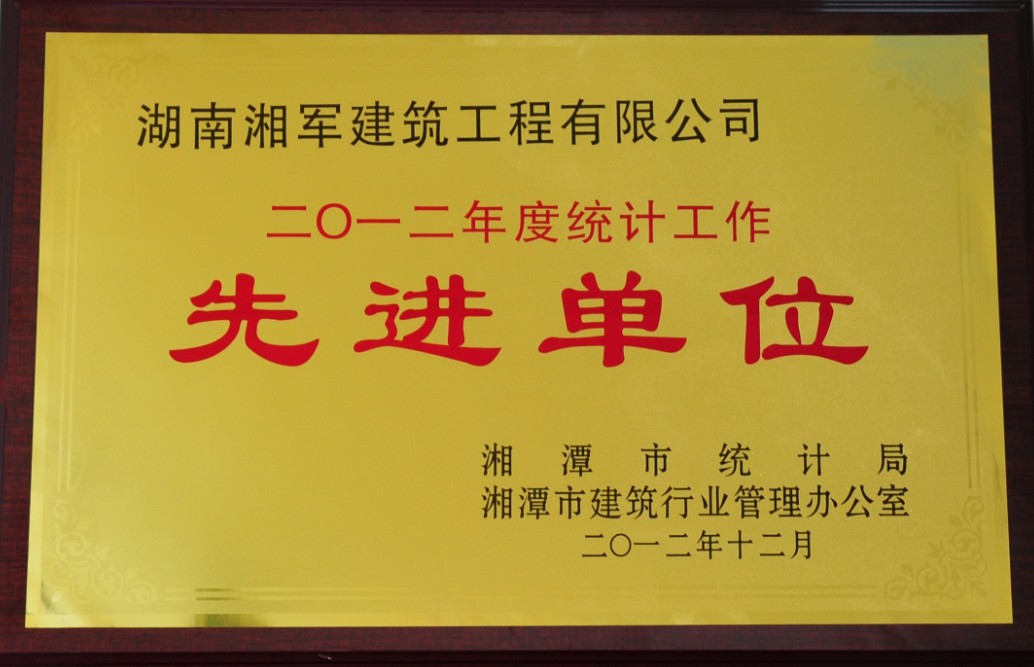 湖南湘军建筑工程有限公司
二〇一二年度统计工作
先进单位
湘潭市统计局
湘潭市建筑行业管理办公室
二〇一二年十二月